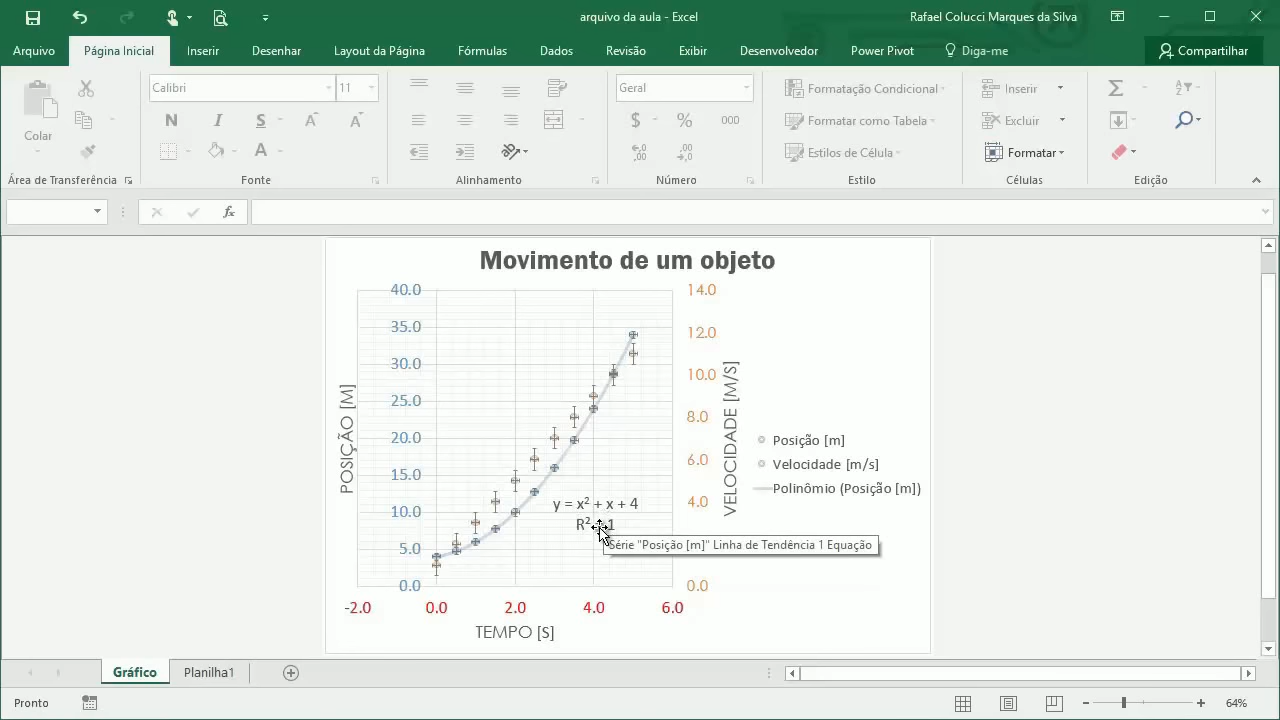 arquivo da aula - Excel
Rafael Colucci Marques da Silva
Arquivo
Página Inicial
Inserir
Desenhar
Layout da Página
Fórmulas
Dados
Revisão
Exibir
Desenvolvedor
Power Pivot
Diga-me
Compartilhar
Calibri
11
Geral
Formatação Condicional
Inserir
Formatar como Tabela
Excluir
Colar
N I S A A
$ % 000
Estilos de Célula
Formatar
Área de Transferência
Fonte
Alinhamento
Número
Estilo
Células
Edição
fx
Movimento de um objeto
40.0
35.0
30.0
25.0
20.0
15.0
10.0
5.0
0.0
POSIÇÃO [M]
14.0
12.0
10.0
8.0
6.0
4.0
0.0
VELOCIDADE [M/S]
Posição [m]
Velocidade [m/s]
Polinômio (Posição [m])
y = x² + x + 4
R² = 1
Série "Posição [m]" Linha de Tendência 1 Equação
-2.0 0.0 2.0 4.0 6.0
TEMPO [S]
Gráfico
Planilha1
Pronto
64%